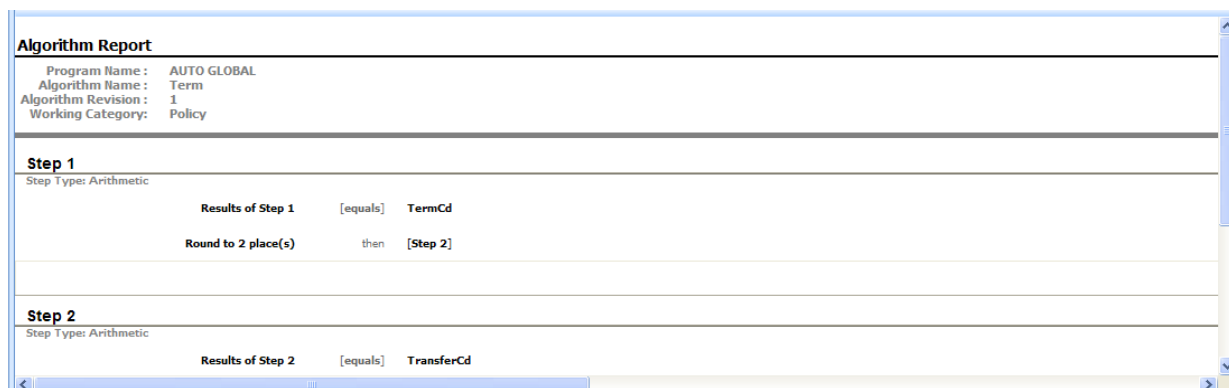 Algorithm Report
Program Name : AUTO GLOBAL
Algorithm Name : Term
Algorithm Revision : 1
Working Category: Policy
Step 1
Step Type: Arithmetic
Results of Step 1 [equals] TermCd
Round to 2 place(s) then [Step 2]
Step 2
Step Type: Arithmetic
Results of Step 2 [equals] TransferCd